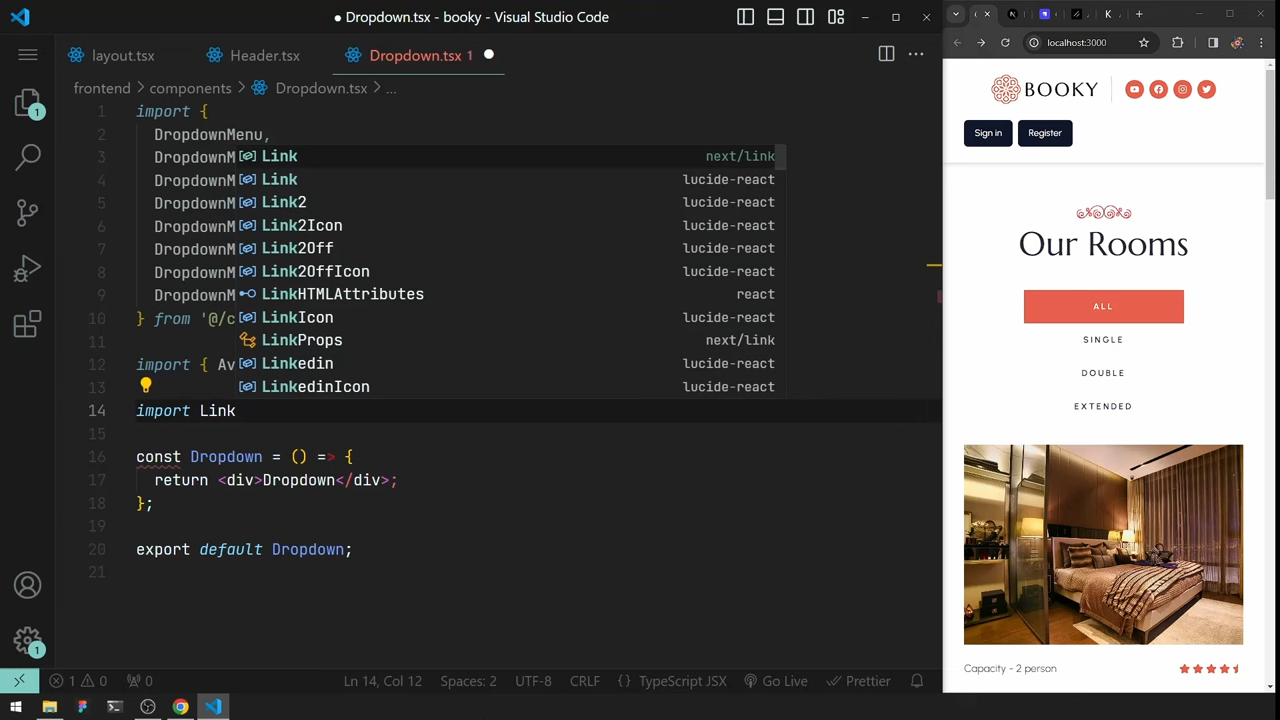 ● Dropdown.tsx - booky - Visual Studio Code
layout.tsx
Header.tsx
Dropdown.tsx 1
frontend > components > Dropdown.tsx > ...
1 import {
2 DropdownMenu,
3 DropdownM
4 DropdownM
5 DropdownM
6 DropdownM
7 DropdownM
8 DropdownM
9 DropdownM
10 } from '@/c
11
12 import { Av
13
14 import Link
15
16 const Dropdown = () => {
17 return <div>Dropdown</div>;
18 };
19
20 export default Dropdown;
21
Link next/link
Link lucide-react
Link2 lucide-react
Link2Icon lucide-react
Link2Off lucide-react
Link2OffIcon lucide-react
LinkHTMLAttributes react
LinkIcon lucide-react
LinkProps next/link
Linkedin lucide-react
LinkedinIcon lucide-react
1
1
1 0 0
Ln 14, Col 12
Spaces: 2
UTF-8
CRLF
{ } TypeScript JSX
Go Live
Prettier
localhost:3000
BOOKY
Sign in
Register
Our Rooms
ALL
SINGLE
DOUBLE
EXTENDED
Capacity - 2 person